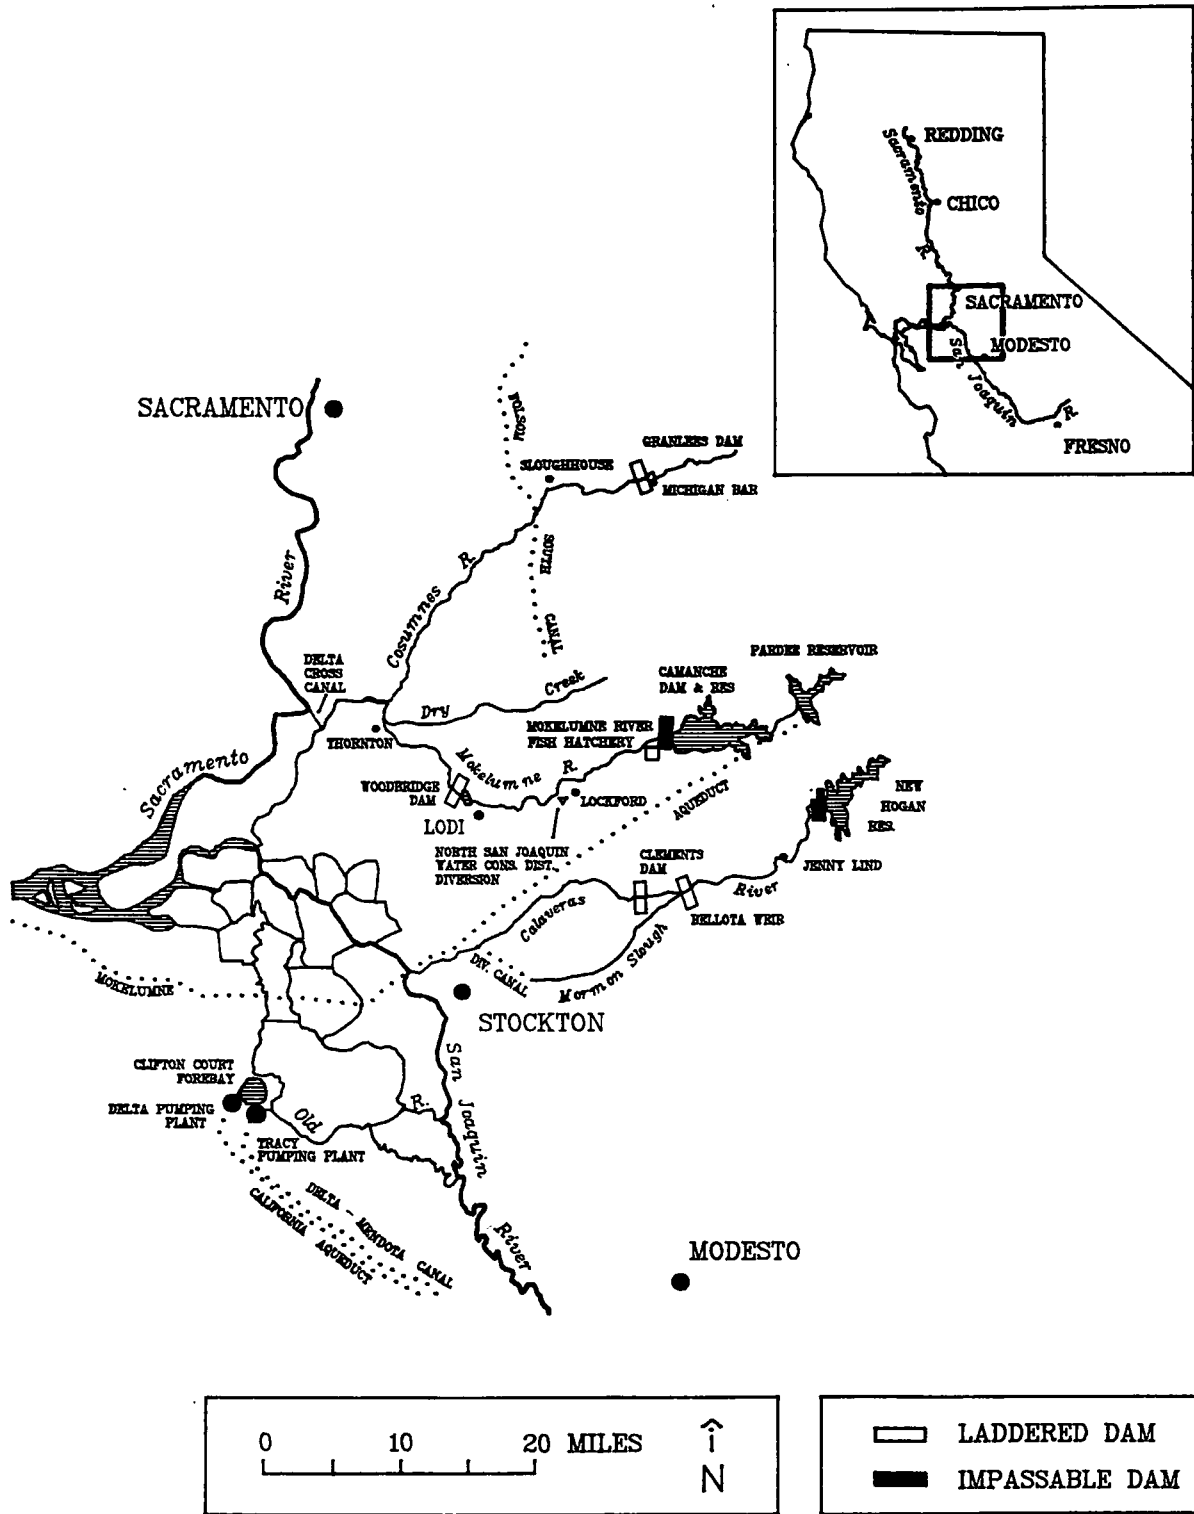 REDDING
Sacramento
CHICO
R.
SACRAMENTO
MODESTO
San Joaquin
R.
FRESNO
SACRAMENTO
FOLSOM
GRANLEES DAM
SLOUGHHOUSE
MICHIGAN BAR
River
R.
SOUTH
Cosumnes
CANAL
DELTA
CROSS
CANAL
PARDEE RESERVOIR
CAMANCHE
DAM & RES
Creek
Dry
MOKELUMNE RIVER
FISH HATCHERY
THORNTON
Mokelumne
R.
Sacramento
WOODBRIDGE
DAM
LOCKFORD
AQUEDUCT
NEW
HOGAN
RES.
LODI
NORTH SAN JOAQUIN
WATER CONS. DIST.
DIVERSION
CLEMENTS
DAM
JENNY LIND
River
Calaveras
BELLOTA WEIR
DIV. CANAL
Mormon Slough
MOKELUMNE
STOCKTON
CLIFTON COURT
FOREBAY
San Joaquin
DELTA PUMPING
PLANT
Old
R.
TRACY
PUMPING PLANT
DELTA - MENDOTA CANAL
CALIFORNIA AQUEDUCT
River
MODESTO
0 10 20 MILES
N
LADDERED DAM
IMPASSABLE DAM